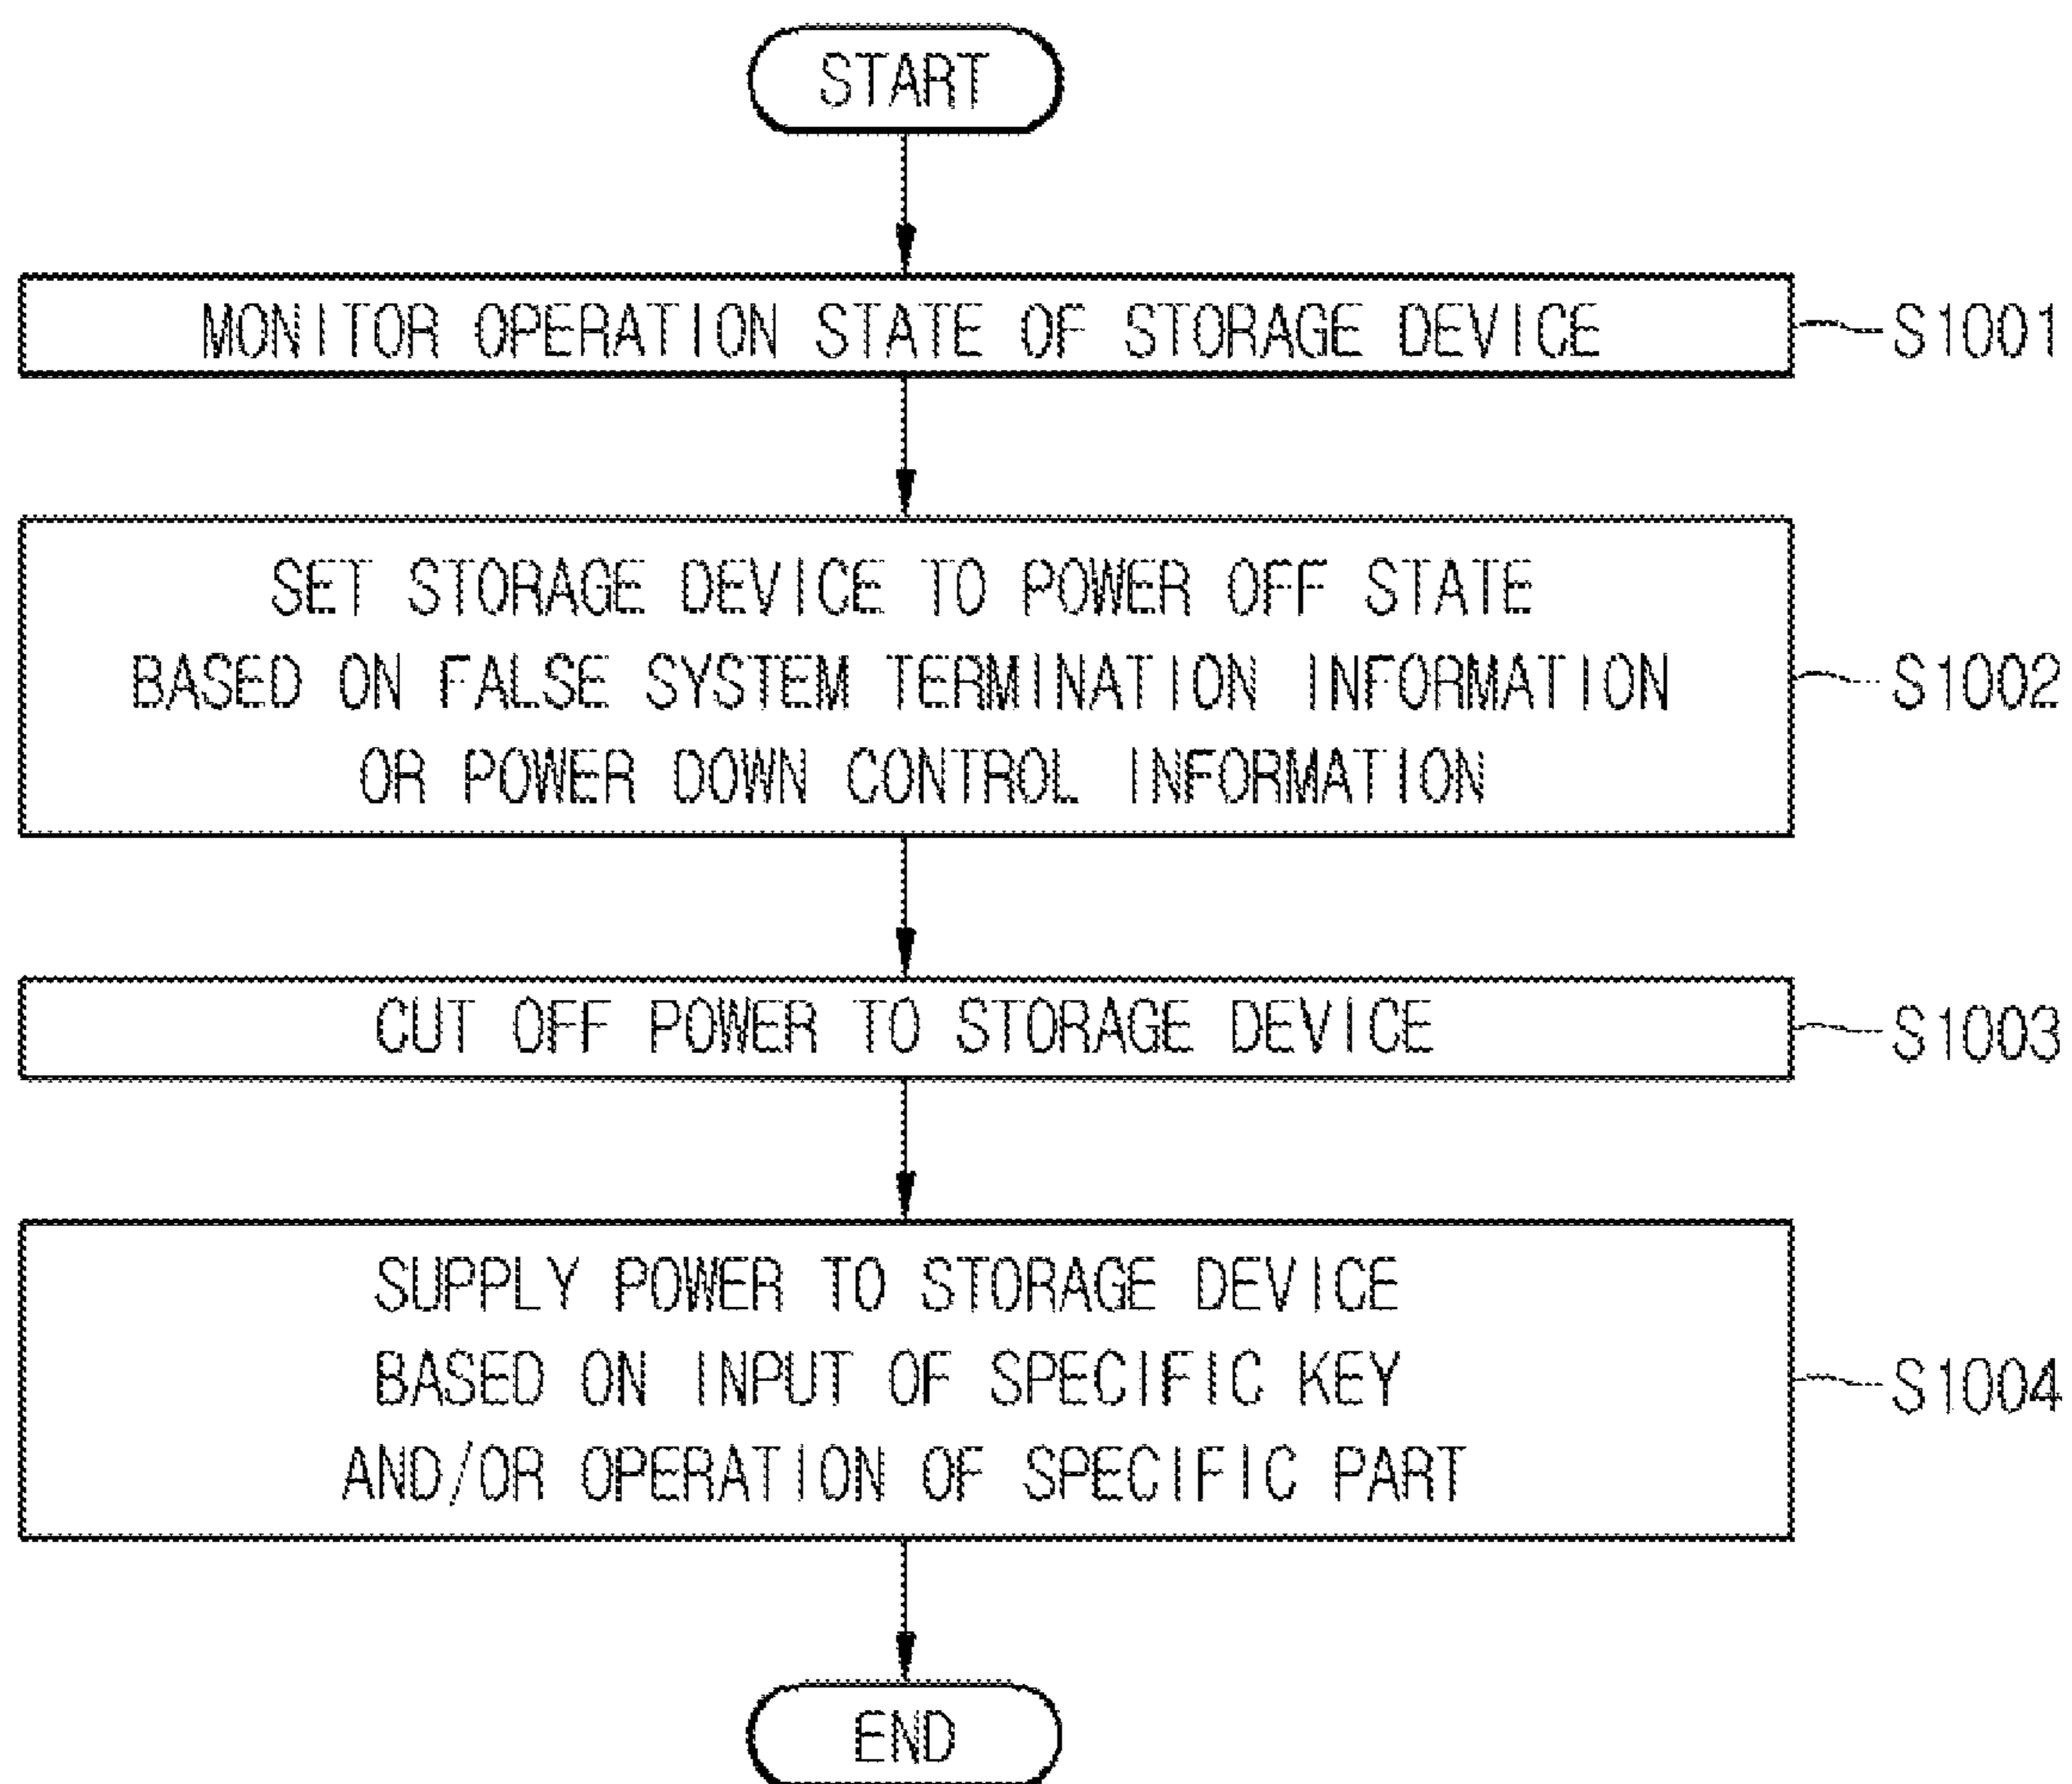 START
MONITOR OPERATION STATE OF STORAGE DEVICE
S1001
SET STORAGE DEVICE TO POWER OFF STATE
BASED ON FALSE SYSTEM TERMINATION INFORMATION
OR POWER DOWN CONTROL INFORMATION
S1002
CUT OFF POWER TO STORAGE DEVICE
S1003
SUPPLY POWER TO STORAGE DEVICE
BASED ON INPUT OF SPECIFIC KEY
AND/OR OPERATION OF SPECIFIC PART
S1004
END